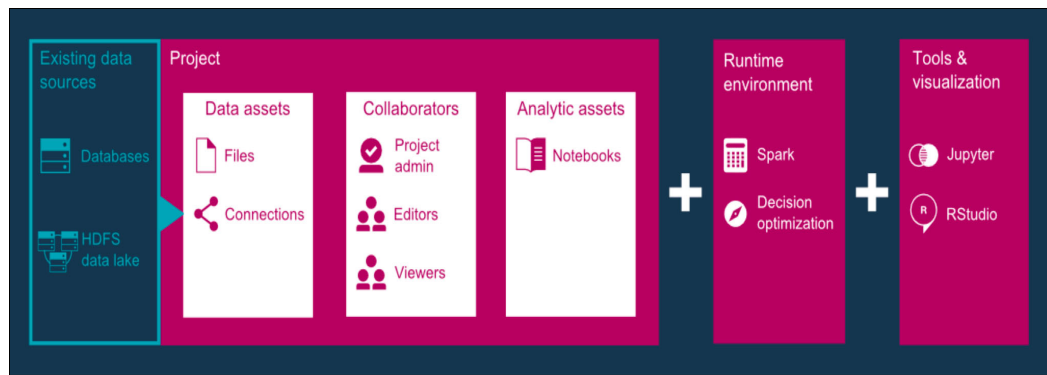 Existing data
sources
Databases
HDFS
data lake
Project
Data assets
Files
Connections
Collaborators
Project
admin
Editors
Viewers
Analytic assets
Notebooks
Runtime
environment
Spark
Decision
optimization
Tools &
visualization
Jupyter
R
RStudio